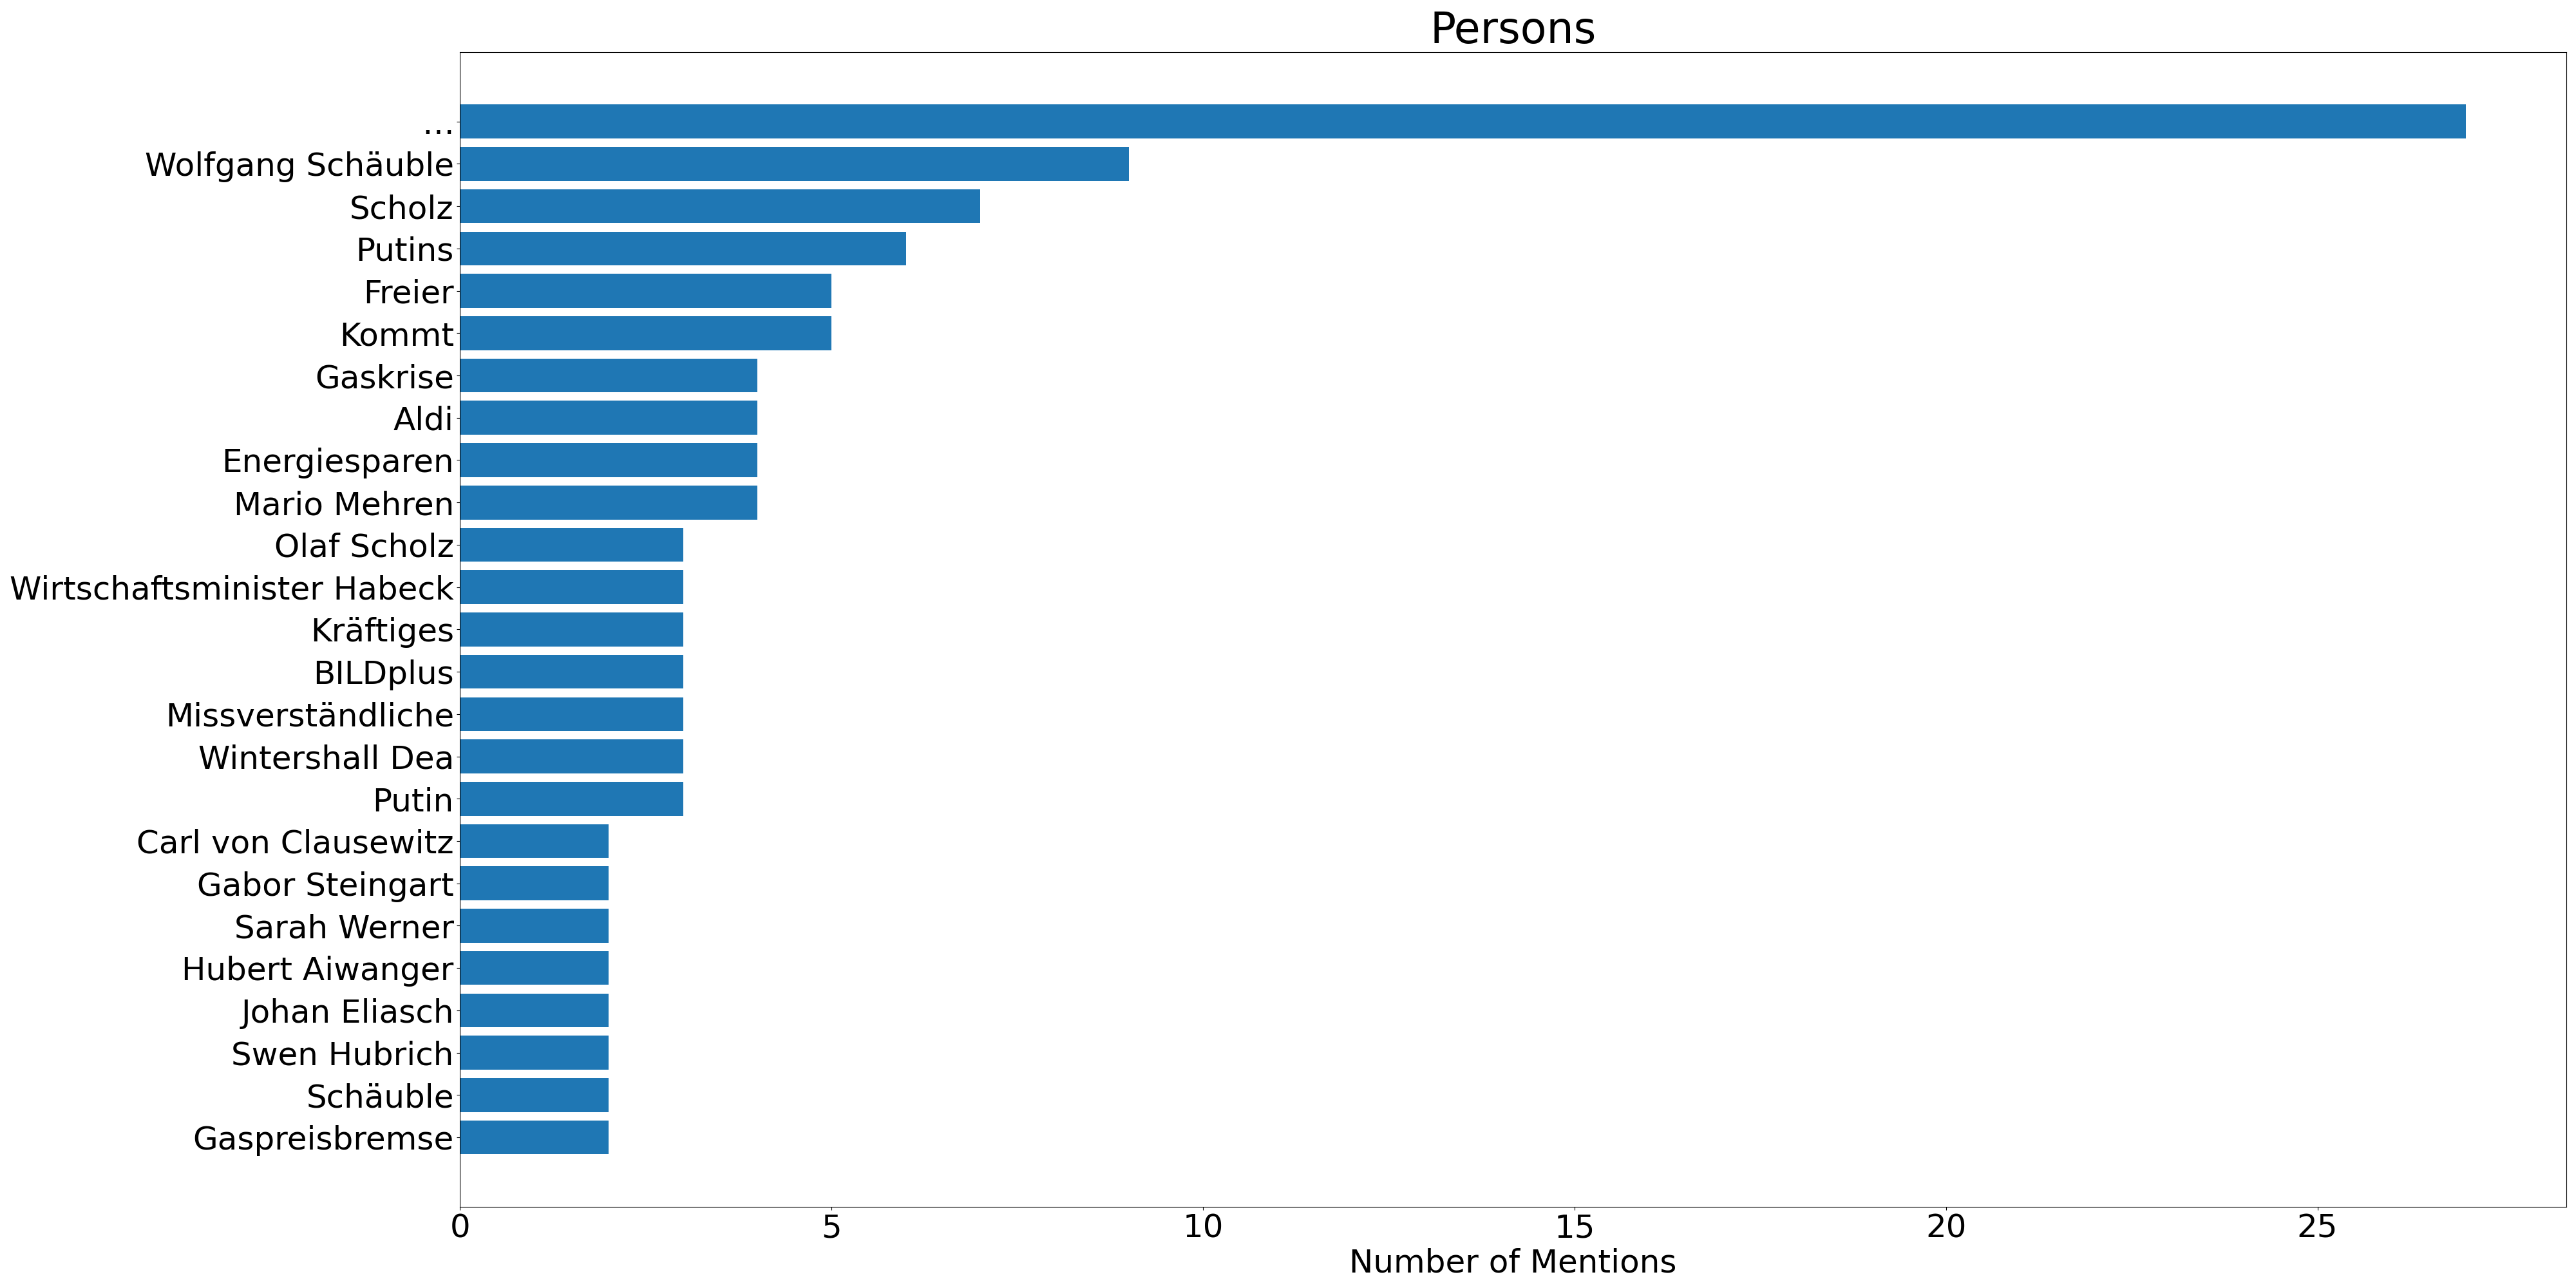 Persons
...
Wolfgang Schäuble
Scholz
Putins
Freier
Kommt
Gaskrise
Aldi
Energiesparen
Mario Mehren
Olaf Scholz
Wirtschaftsminister Habeck
Kräftiges
BILDplus
Missverständliche
Wintershall Dea
Putin
Carl von Clausewitz
Gabor Steingart
Sarah Werner
Hubert Aiwanger
Johan Eliasch
Swen Hubrich
Schäuble
Gaspreisbremse
0 5 10 15 20 25
Number of Mentions